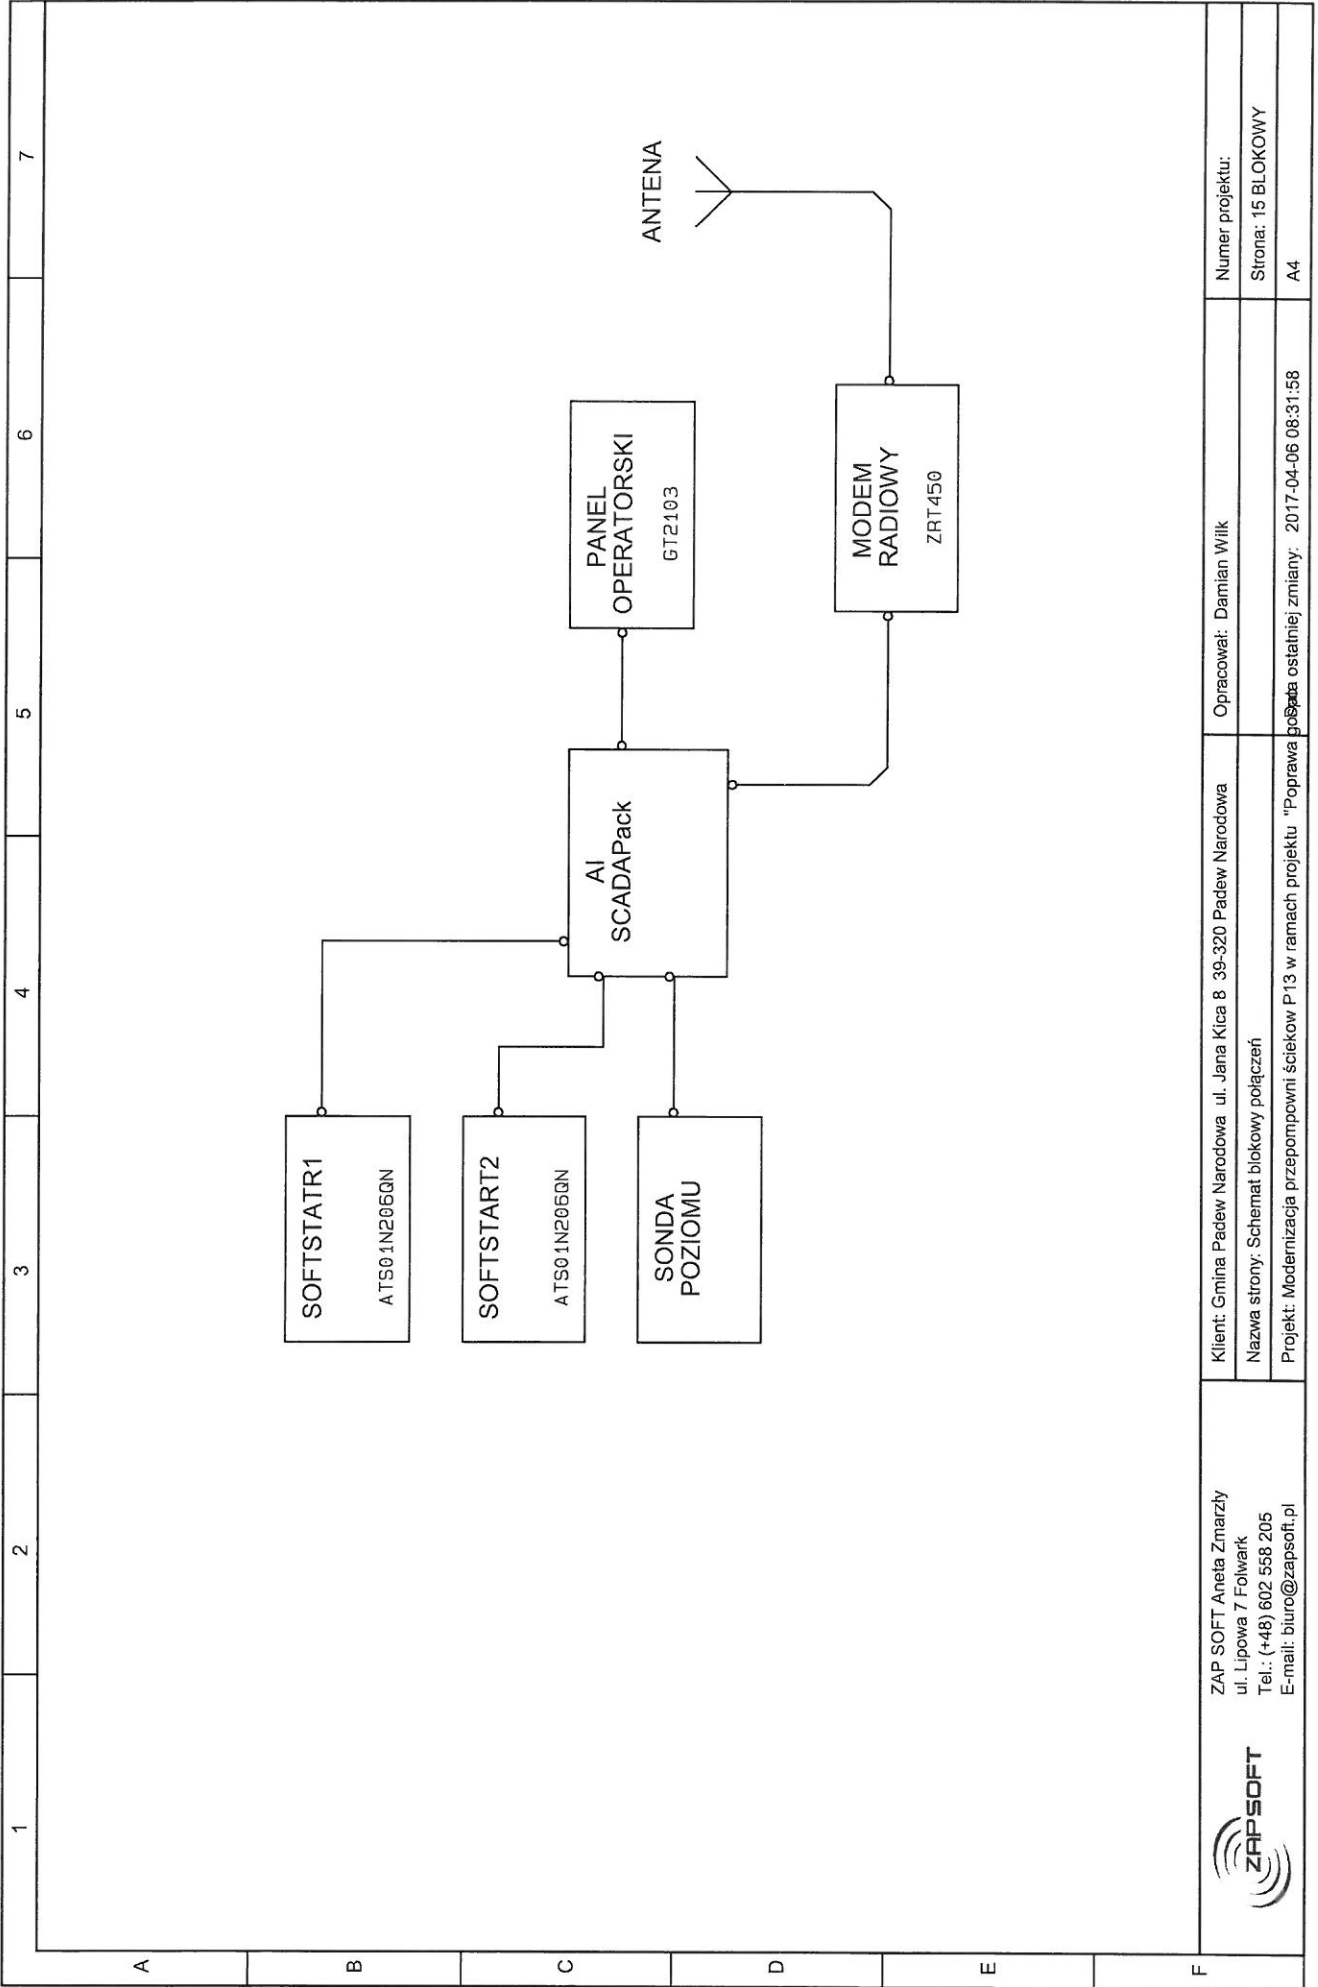 1 2 3 4 5 6 7
A
B
C
D
E
F
SOFTSTATR1
ATS01N206QN
SOFTSTART2
ATS01N206QN
SONDA
POZIOMU
AI
SCADAPack
PANEL
OPERATORSKI
GT2103
MODEM
RADIOWY
ZRT450
ANTENA
ZAPSOFT
ZAP SOFT Aneta Zmarzły
ul. Lipowa 7 Folwark
Tel.: (+48) 602 558 205
E-mail: biuro@zapsoft.pl
Klient: Gmina Padew Narodowa ul. Jana Kica 8 39-320 Padew Narodowa
Nazwa strony: Schemat blokowy połączeń
Projekt: Modernizacja przepompowni ściekow P13 w ramach projektu "Poprawa
Opracował: Damian Wilk
ostatniej zmiany: 2017-04-06 08:31:58
Numer projektu:
Strona: 15 BLOKOWY
A4